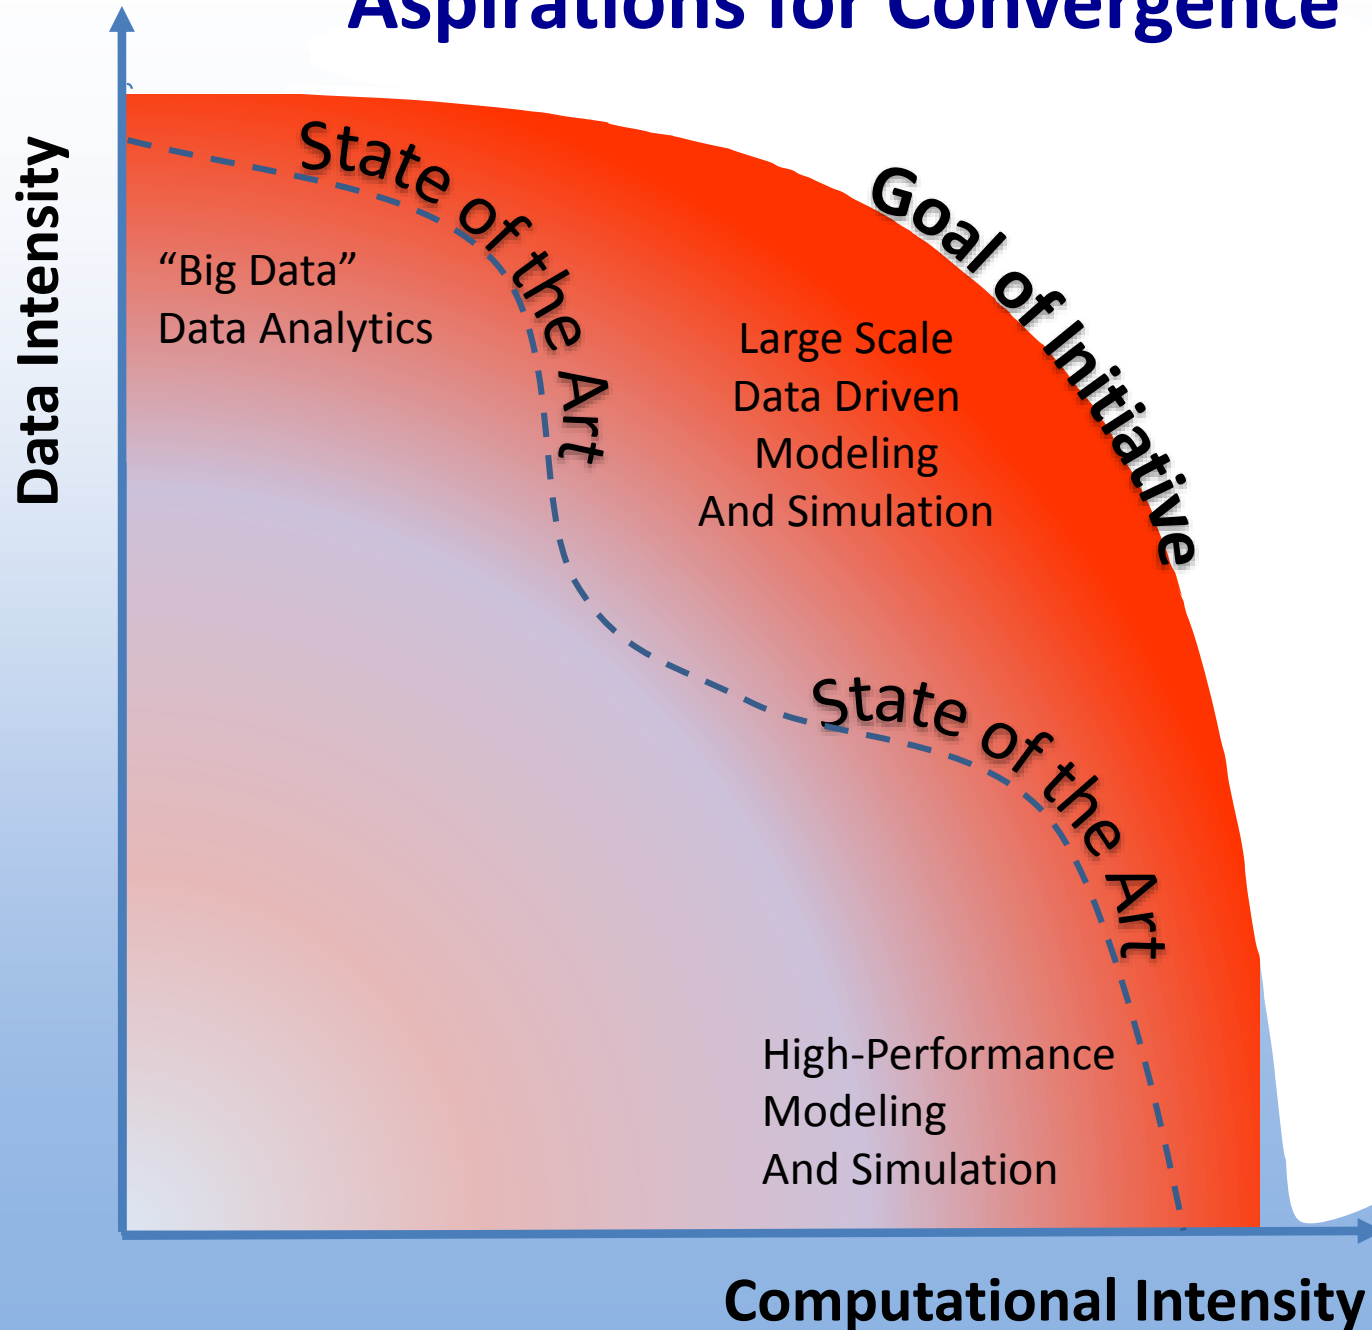 Aspirations for Convergence
Data Intensity
State of the Art
“Big Data”
Data Analytics
Goal of Initiative
Large Scale
Data Driven
Modeling
And Simulation
State of the Art
High-Performance
Modeling
And Simulation
Computational Intensity